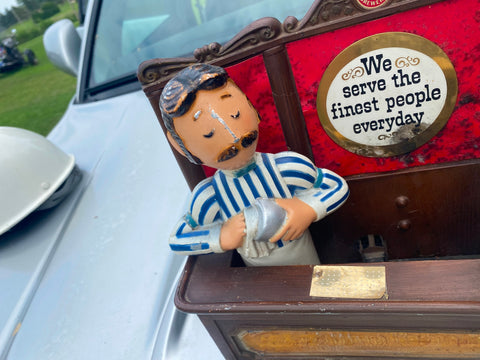 We
serve the
finest people
everyday